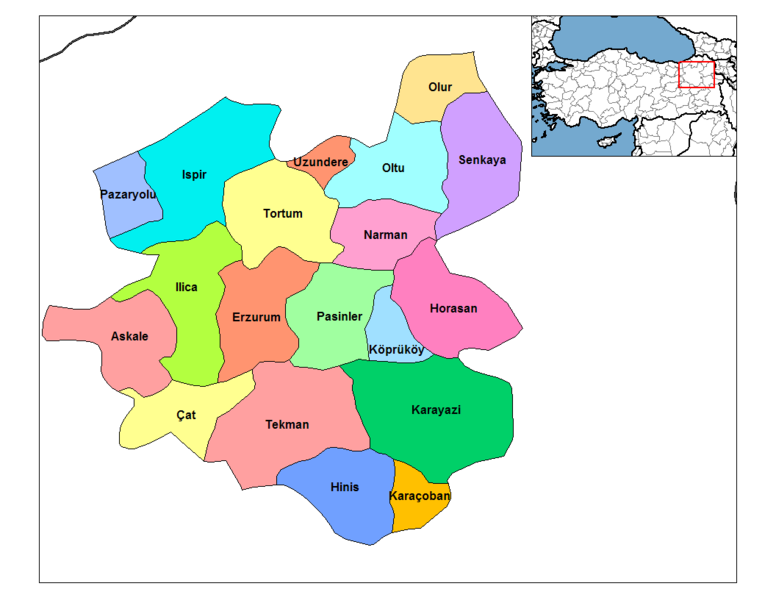 Olur
Uzundere
Oltu
Senkaya
Ispir
Pazaryolu
Tortum
Narman
Ilica
Erzurum
Pasinler
Horasan
Askale
Köprüköy
Çat
Tekman
Karayazi
Hinis
Karaçoban